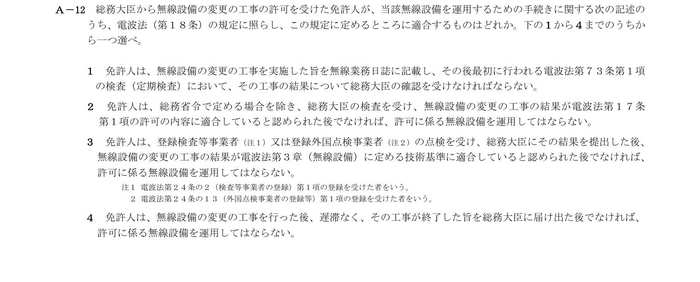 A－12　総務大臣から無線設備の変更の工事の許可を受けた免許人が、当該無線設備を運用するための手続きに関する次の記述の
うち、電波法（第１８条）の規定に照らし、この規定に定めるところに適合するものはどれか。下の1から4までのうちか
ら一つ選べ。
1　免許人は、無線設備の変更の工事を実施した旨を無線業務日誌に記載し、その後最初に行われる電波法第７３条第１項
の検査（定期検査）において、その工事の結果について総務大臣の確認を受けなければならない。
2　免許人は、総務省令で定める場合を除き、総務大臣の検査を受け、無線設備の変更の工事の結果が電波法第１７条
第１項の許可の内容に適合していると認められた後でなければ、許可に係る無線設備を運用してはならない。
3　免許人は、登録検査等事業者（注１）又は登録外国点検事業者（注２）の点検を受け、総務大臣にその結果を提出した後、
無線設備の変更の工事の結果が電波法第３章（無線設備）に定める技術基準に適合していると認められた後でなければ、
許可に係る無線設備を運用してはならない。
注１　電波法第２４条の２（検査等事業者の登録）第１項の登録を受けた者をいう。
２　電波法第２４条の１３（外国点検事業者の登録等）第１項の登録を受けた者をいう。
4　免許人は、無線設備の変更の工事を行った後、遅滞なく、その工事が終了した旨を総務大臣に届け出た後でなければ、
許可に係る無線設備を運用してはならない。